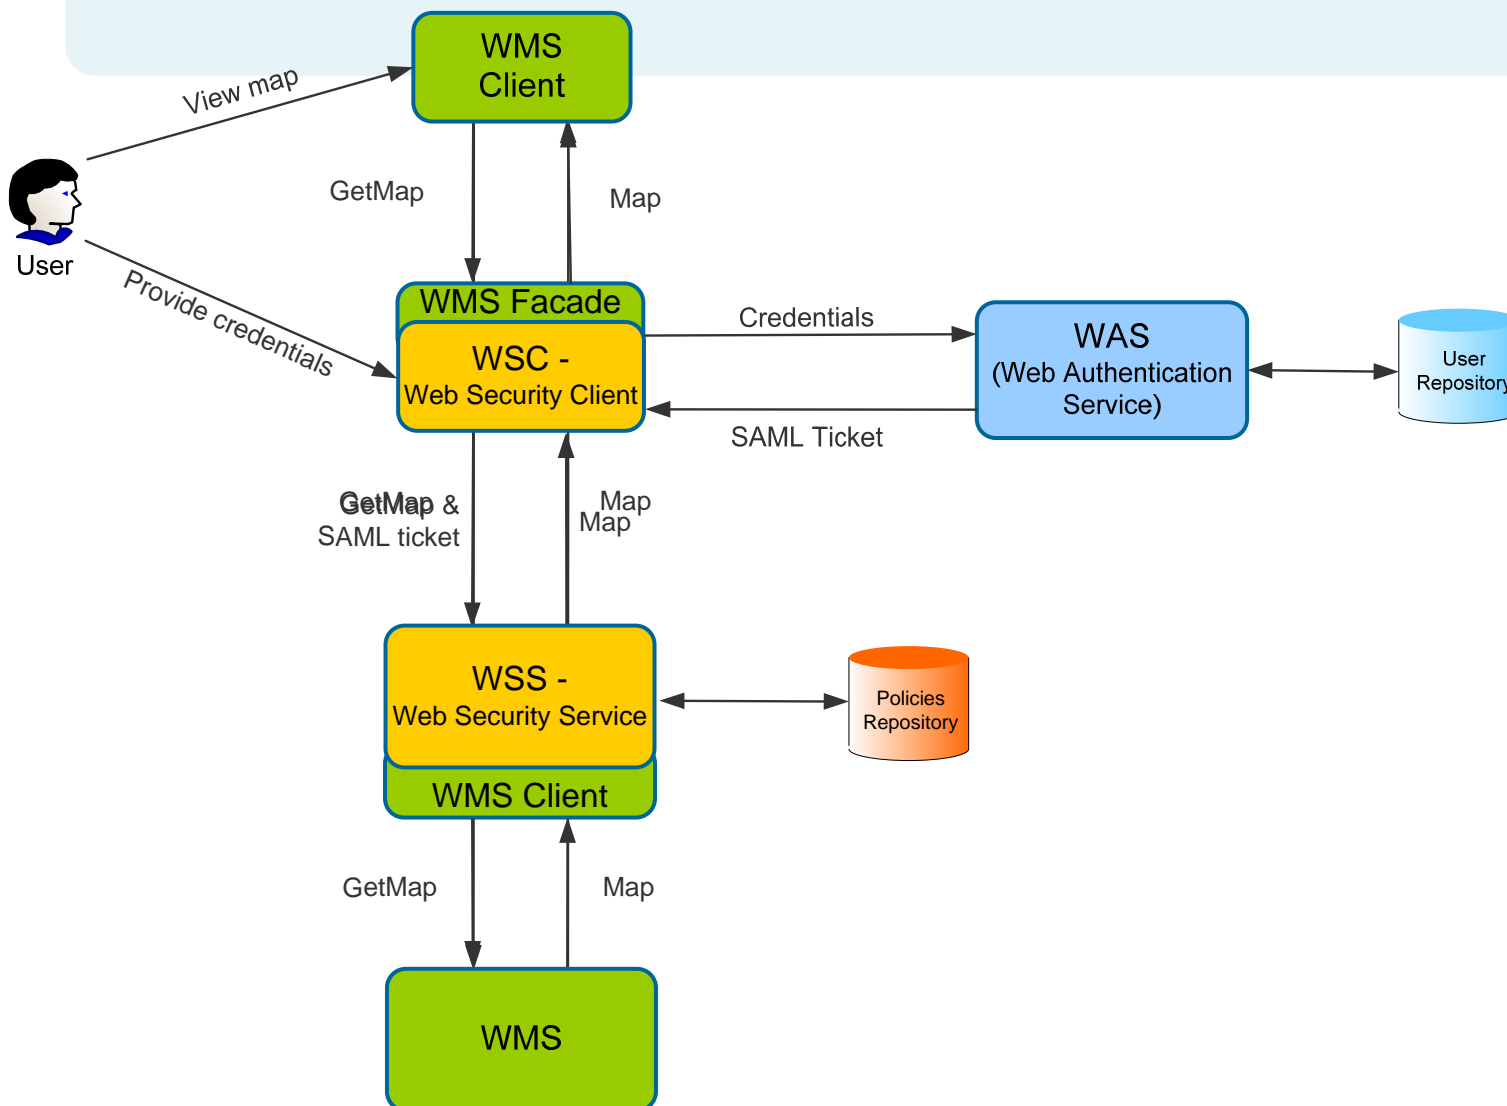 WMS
Client
View map
GetMap
Map
User
Provide credentials
WMS Facade
WSC -
Web Security Client
Credentials
SAML Ticket
WAS
(Web Authentication
Service)
User
Repository
GetMap
GetMap &
SAML ticket
Map
Map
WSS -
Web Security Service
WMS Client
Policies
Repository
GetMap
Map
WMS